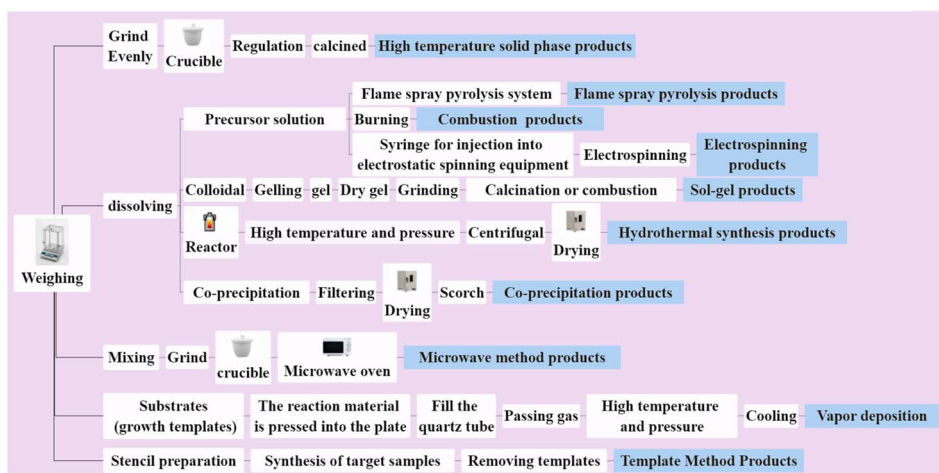 Grind
Evenly
Crucible
Regulation
calcined
High temperature solid phase products
Flame spray pyrolysis system
Flame spray pyrolysis products
Precursor solution
Burning
Combustion products
Syringe for injection into
electrostatic spinning equipment
Electrospinning
Electrospinning
products
dissolving
Colloidal
Gelling
gel
Dry gel
Grinding
Calcination or combustion
Sol-gel products
Reactor
High temperature and pressure
Centrifugal
Drying
Hydrothermal synthesis products
Weighing
Co-precipitation
Filtering
Drying
Scorch
Co-precipitation products
Mixing
Grind
crucible
Microwave oven
Microwave method products
Substrates
(growth templates)
The reaction material
is pressed into the plate
Fill the
quartz tube
Passing gas
High temperature
and pressure
Cooling
Vapor deposition
Stencil preparation
Synthesis of target samples
Removing templates
Template Method Products